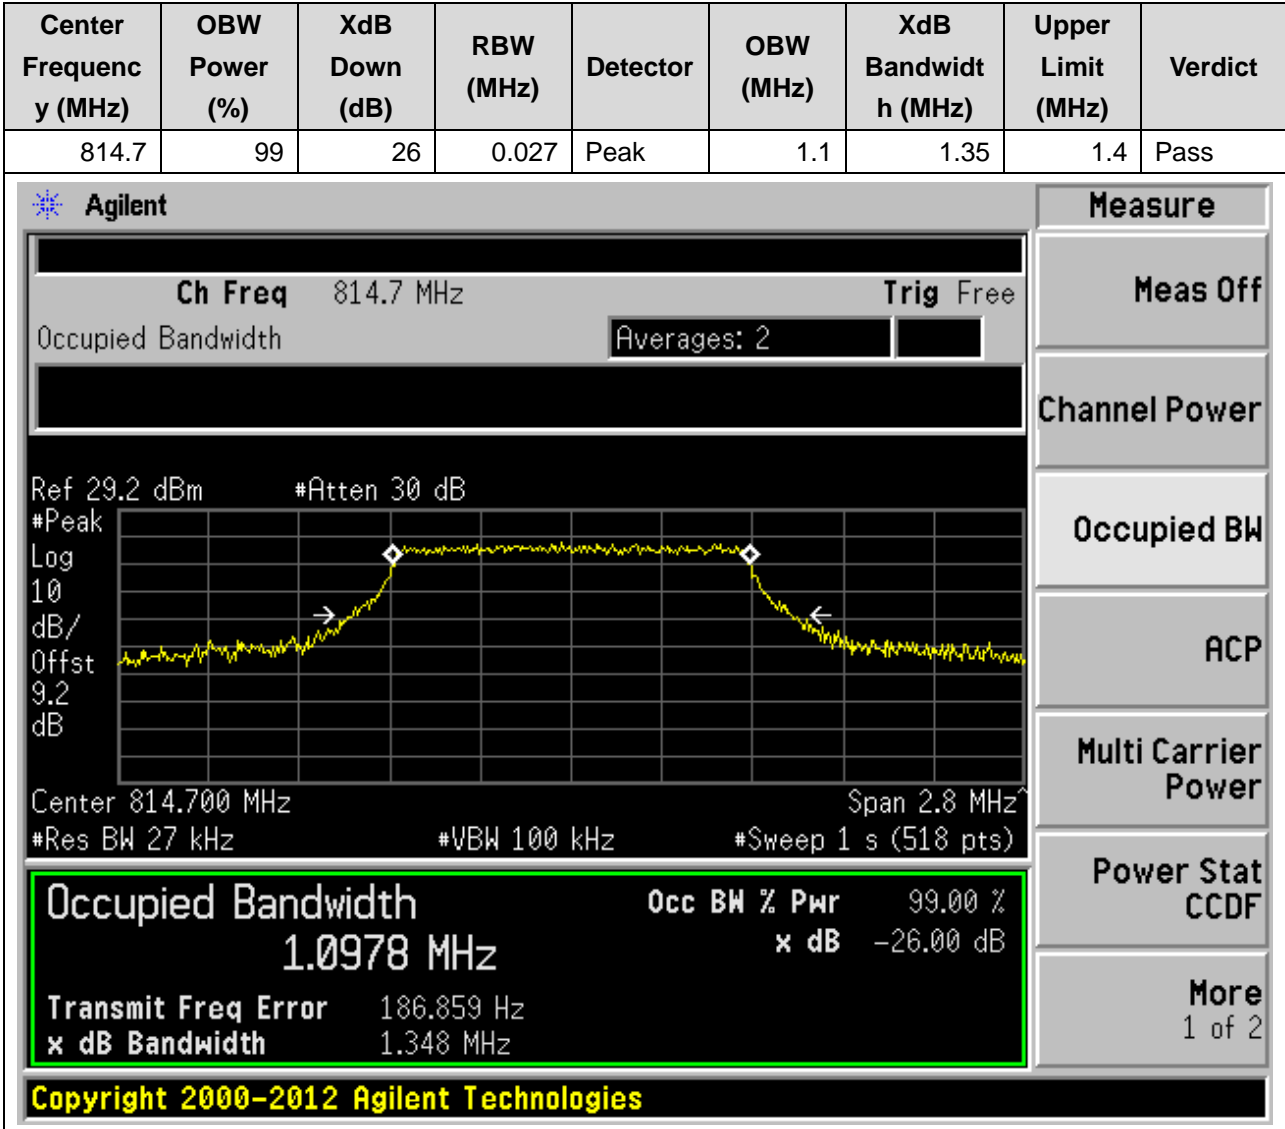 Center Frequenc y (MHz) | OBW Power (%) | XdB Down (dB) | RBW (MHz) | Detector | OBW (MHz) | XdB Bandwidt h (MHz) | Upper Limit (MHz) | Verdict
814.7 | 99 | 26 | 0.027 | Peak | 1.1 | 1.35 | 1.4 | Pass
Agilent
Measure
Ch Freq 814.7 MHz Trig Free
Meas Off
Occupied Bandwidth Averages: 2
Channel Power
Ref 29.2 dBm #Atten 30 dB
#Peak
Log
10
dB/
Offst
9.2
dB
Occupied BW
ACP
Center 814.700 MHz Span 2.8 MHz^
#Res BW 27 kHz #VBW 100 kHz #Sweep 1 s (518 pts)
Multi Carrier
Power
Occupied Bandwidth
1.0978 MHz
Occ BW % Pwr 99.00 %
x dB -26.00 dB
Transmit Freq Error 186.859 Hz
x dB Bandwidth 1.348 MHz
Power Stat
CCDF
More
1 of 2
Copyright 2000-2012 Agilent Technologies